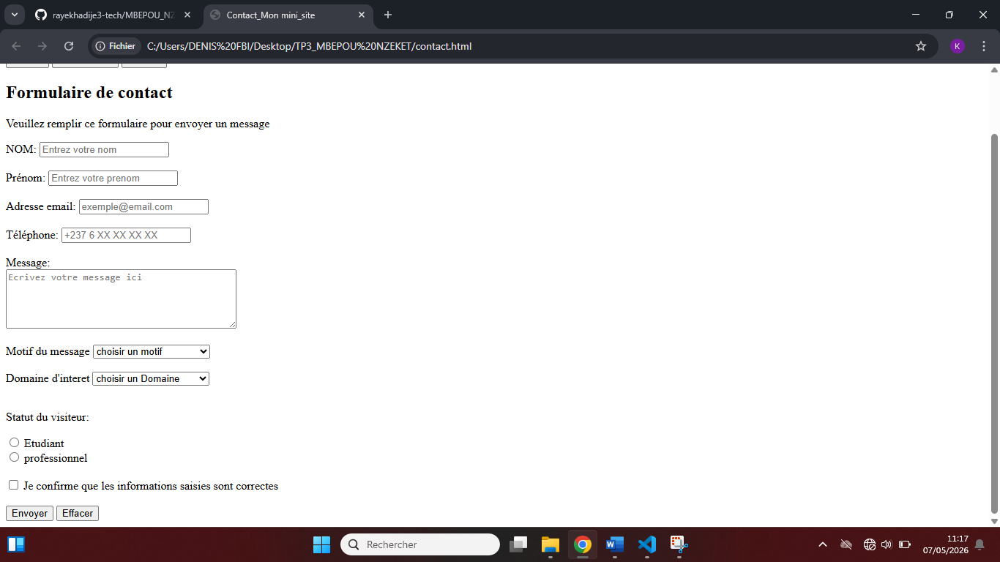 rayekhadije3-tech/MBEPOU_NZ
Contact_Mon mini_site
Fichier
C:/Users/DENIS%20FBI/Desktop/TP3_MBEPOU%20NZEKET/contact.html
K
Formulaire de contact
Veuillez remplir ce formulaire pour envoyer un message
NOM: Entrez votre nom
Prénom: Entrez votre prenom
Adresse email: exemple@email.com
Téléphone: +237 6 XX XX XX XX
Message:
Ecrivez votre message ici
Motif du message choisir un motif
Domaine d'interet choisir un Domaine
Statut du visiteur:
Etudiant
professionnel
Je confirme que les informations saisies sont correctes
Envoyer Effacer
Rechercher
11:17
07/05/2026